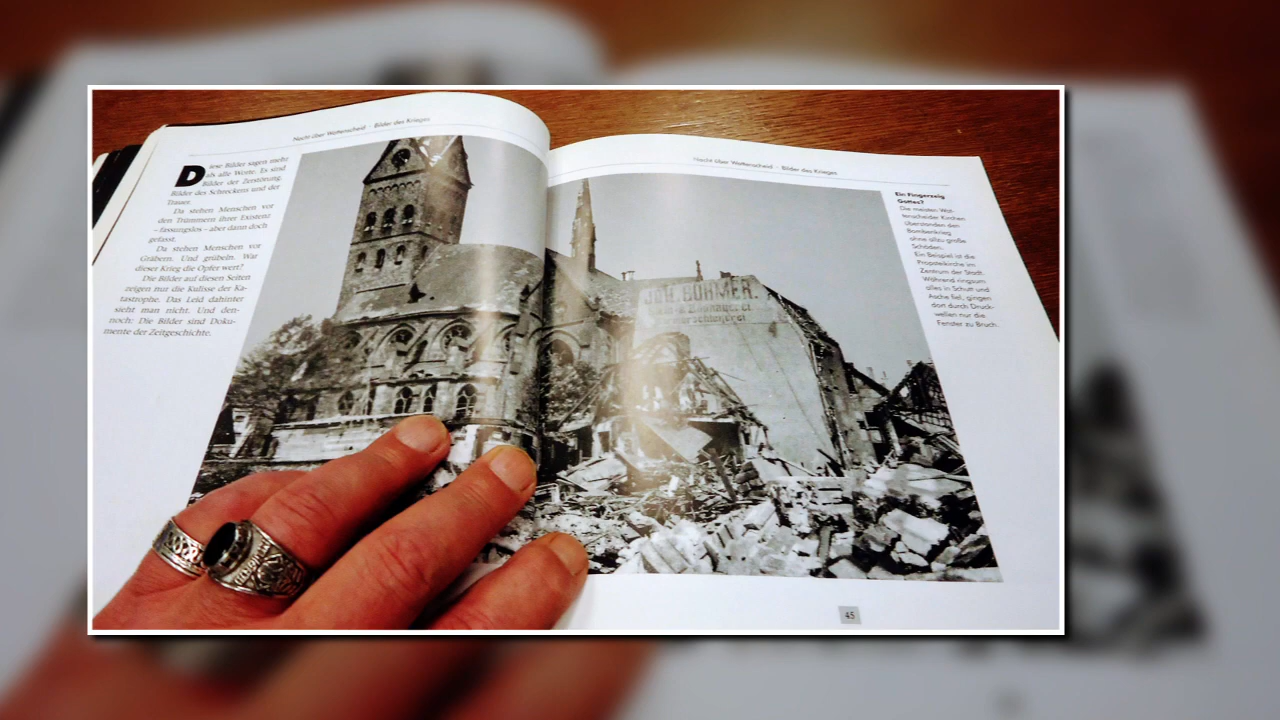 Nacht über Wattenscheid · Bilder des Krieges
Diese Bilder sagen mehr
als alle Worte. Es sind
Bilder der Zerstörung,
Bilder des Schreckens und der
Trauer.
Da stehen Menschen vor
den Trümmern ihrer Existenz
– fassungslos – aber dann doch
gefasst.
Da stehen Menschen vor
Gräbern. Und grübeln. War
dieser Krieg die Opfer wert?
Die Bilder auf diesen Seiten
zeigen nur die Kulisse der Ka-
tastrophe. Das Leid dahinter
sieht man nicht. Und den-
noch: Die Bilder sind Doku-
mente der Zeitgeschichte.
Nacht über Wattenscheid · Bilder des Krieges
JOH. BÖHMER.
Ein Fingerzeig
Gottes?
Die meisten Wat-
tenscheider Kirchen
überstanden den
Bombenkrieg
ohne allzu große
Schäden.
Ein Beispiel ist die
Propsteikirche im
Zentrum der Stadt.
Während ringsum
alles in Schutt und
Asche fiel, gingen
dort durch Druck-
wellen nur die
Fenster zu Bruch.
45